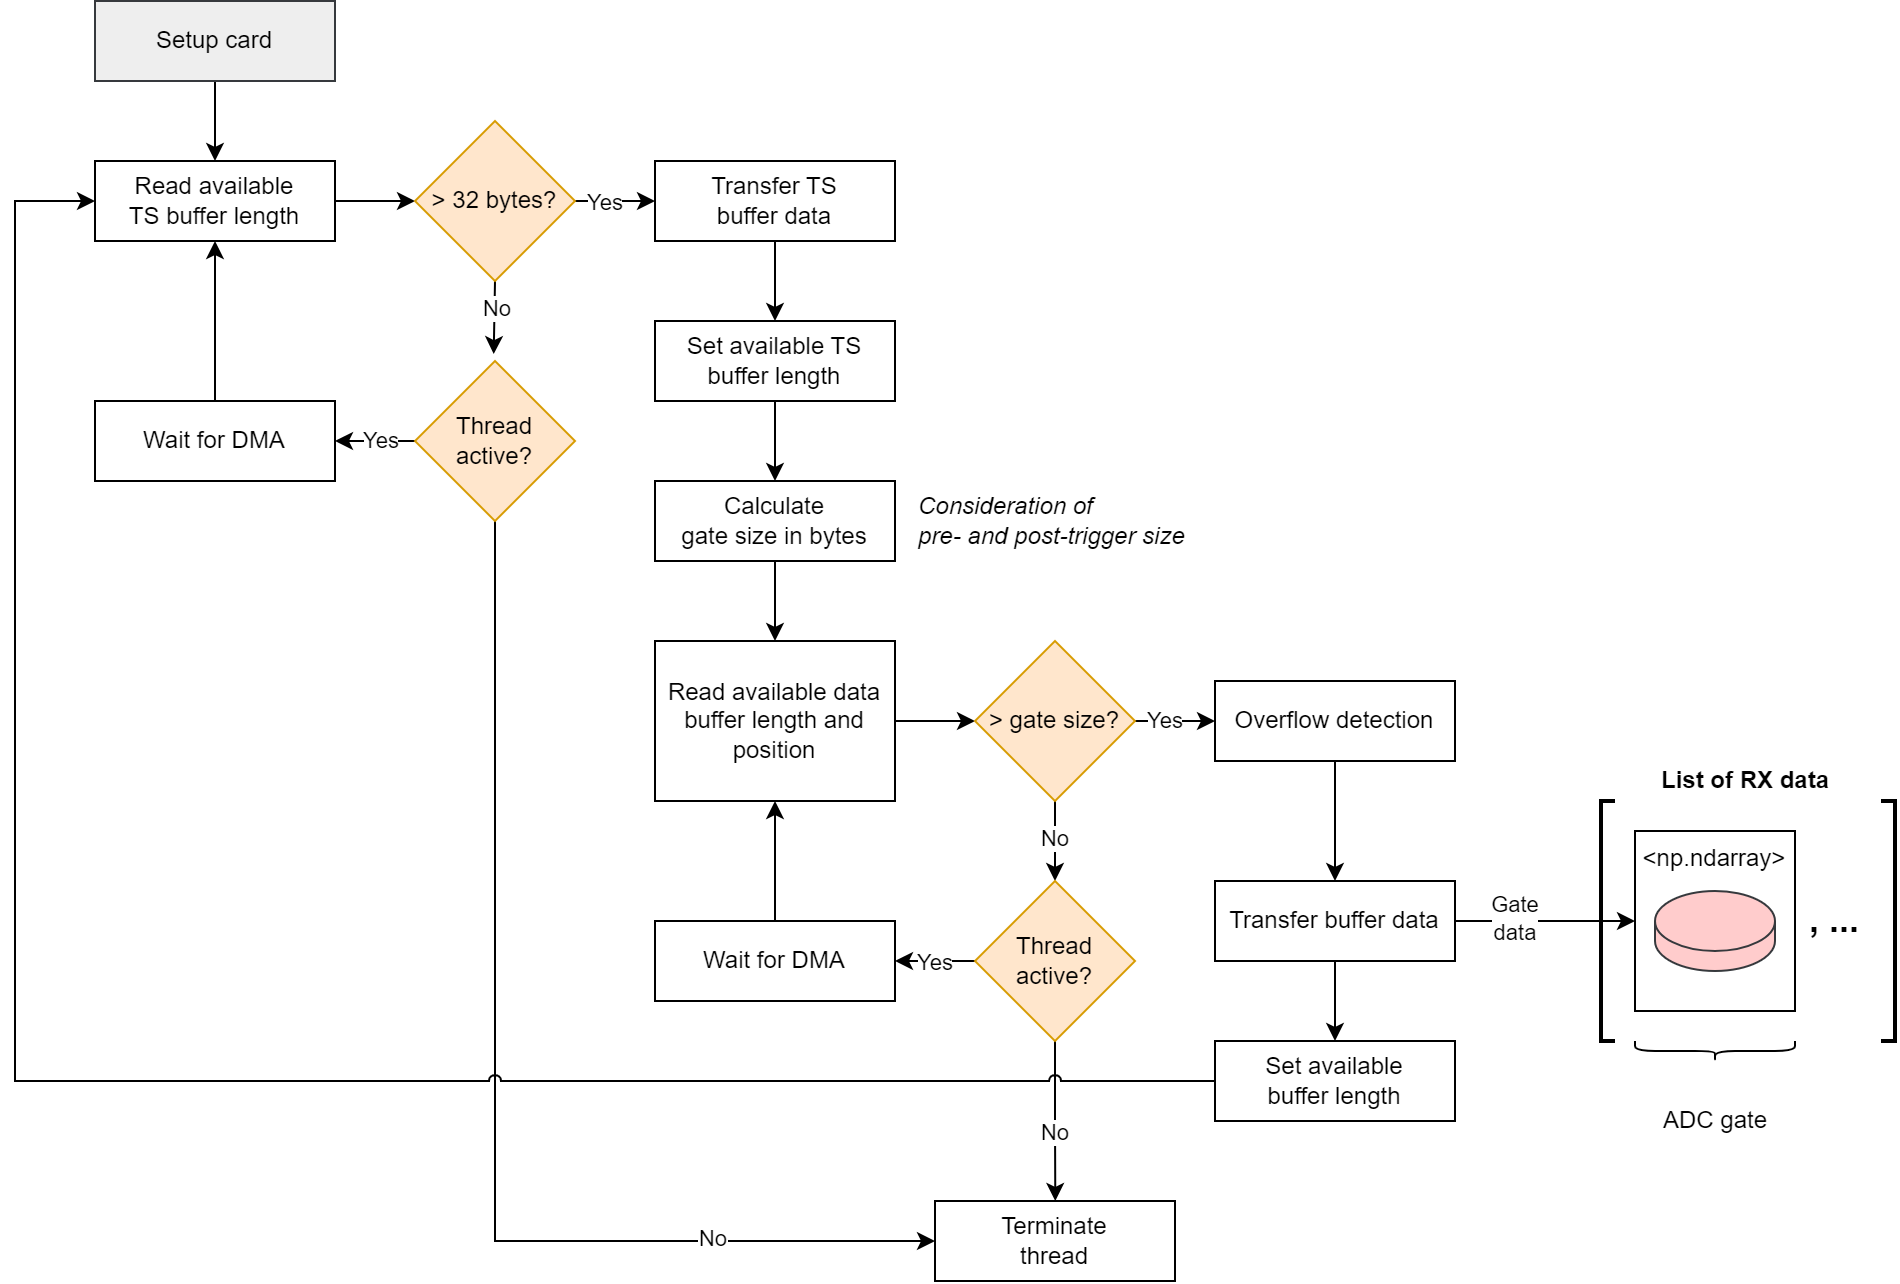 Setup card
Read available
TS buffer length
> 32 bytes?
Yes
Transfer TS
buffer data
No
Set available TS
buffer length
Wait for DMA
Yes
Thread
active?
Calculate
gate size in bytes
Consideration of
pre- and post-trigger size
Read available data
buffer length and
position
> gate size?
Yes
Overflow detection
No
List of RX data
<np.ndarray>
Transfer buffer data
Gate
data
, ...
Wait for DMA
Yes
Thread
active?
Set available
buffer length
ADC gate
No
No
Terminate
thread